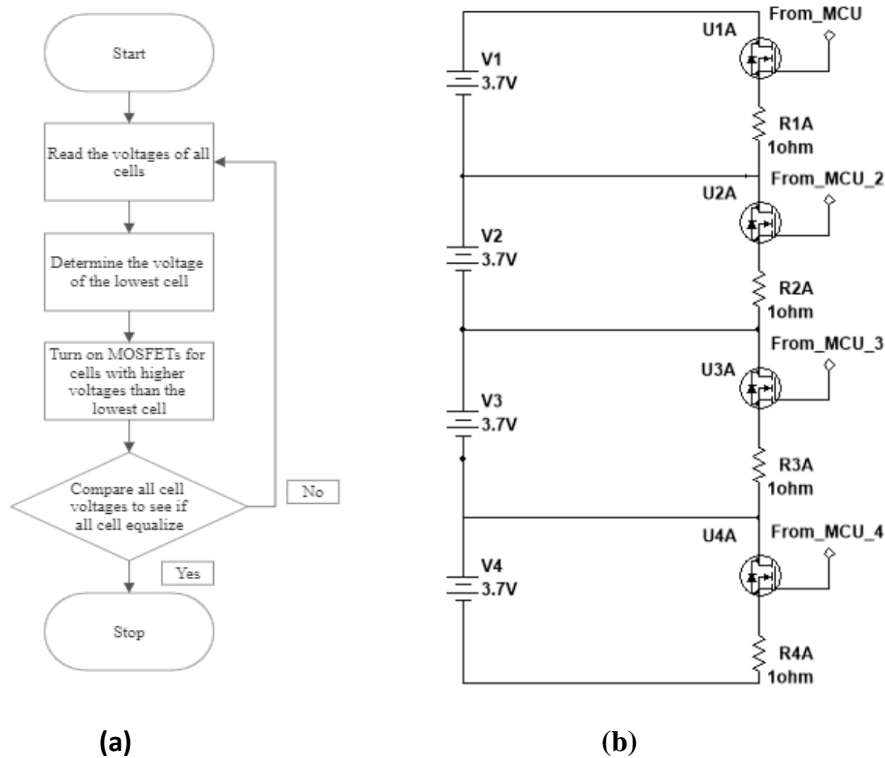 Start
Read the voltages of all
cells
Determine the voltage
of the lowest cell
Turn on MOSFETs for
cells with higher
voltages than the
lowest cell
Compare all cell
voltages to see if
all cell equalize
No
Yes
Stop
(a)
From_MCU
U1A
V1
3.7V
R1A
1ohm
From_MCU_2
U2A
V2
3.7V
R2A
1ohm
From_MCU_3
U3A
V3
3.7V
R3A
1ohm
From_MCU_4
U4A
V4
3.7V
R4A
1ohm
(b)